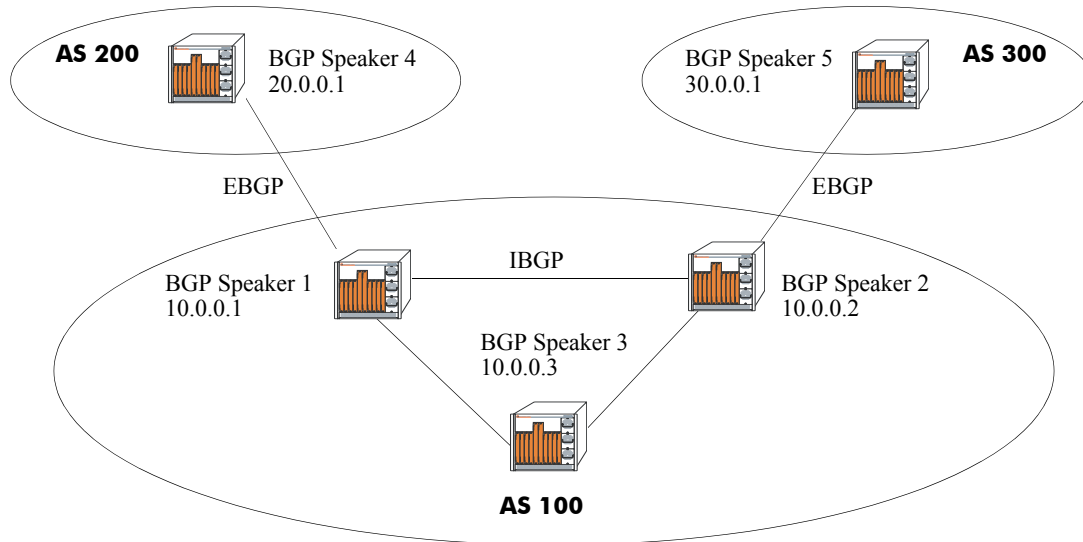 AS 200
BGP Speaker 4
20.0.0.1
BGP Speaker 5
30.0.0.1
AS 300
EBGP
EBGP
BGP Speaker 1
10.0.0.1
IBGP
BGP Speaker 2
10.0.0.2
BGP Speaker 3
10.0.0.3
AS 100